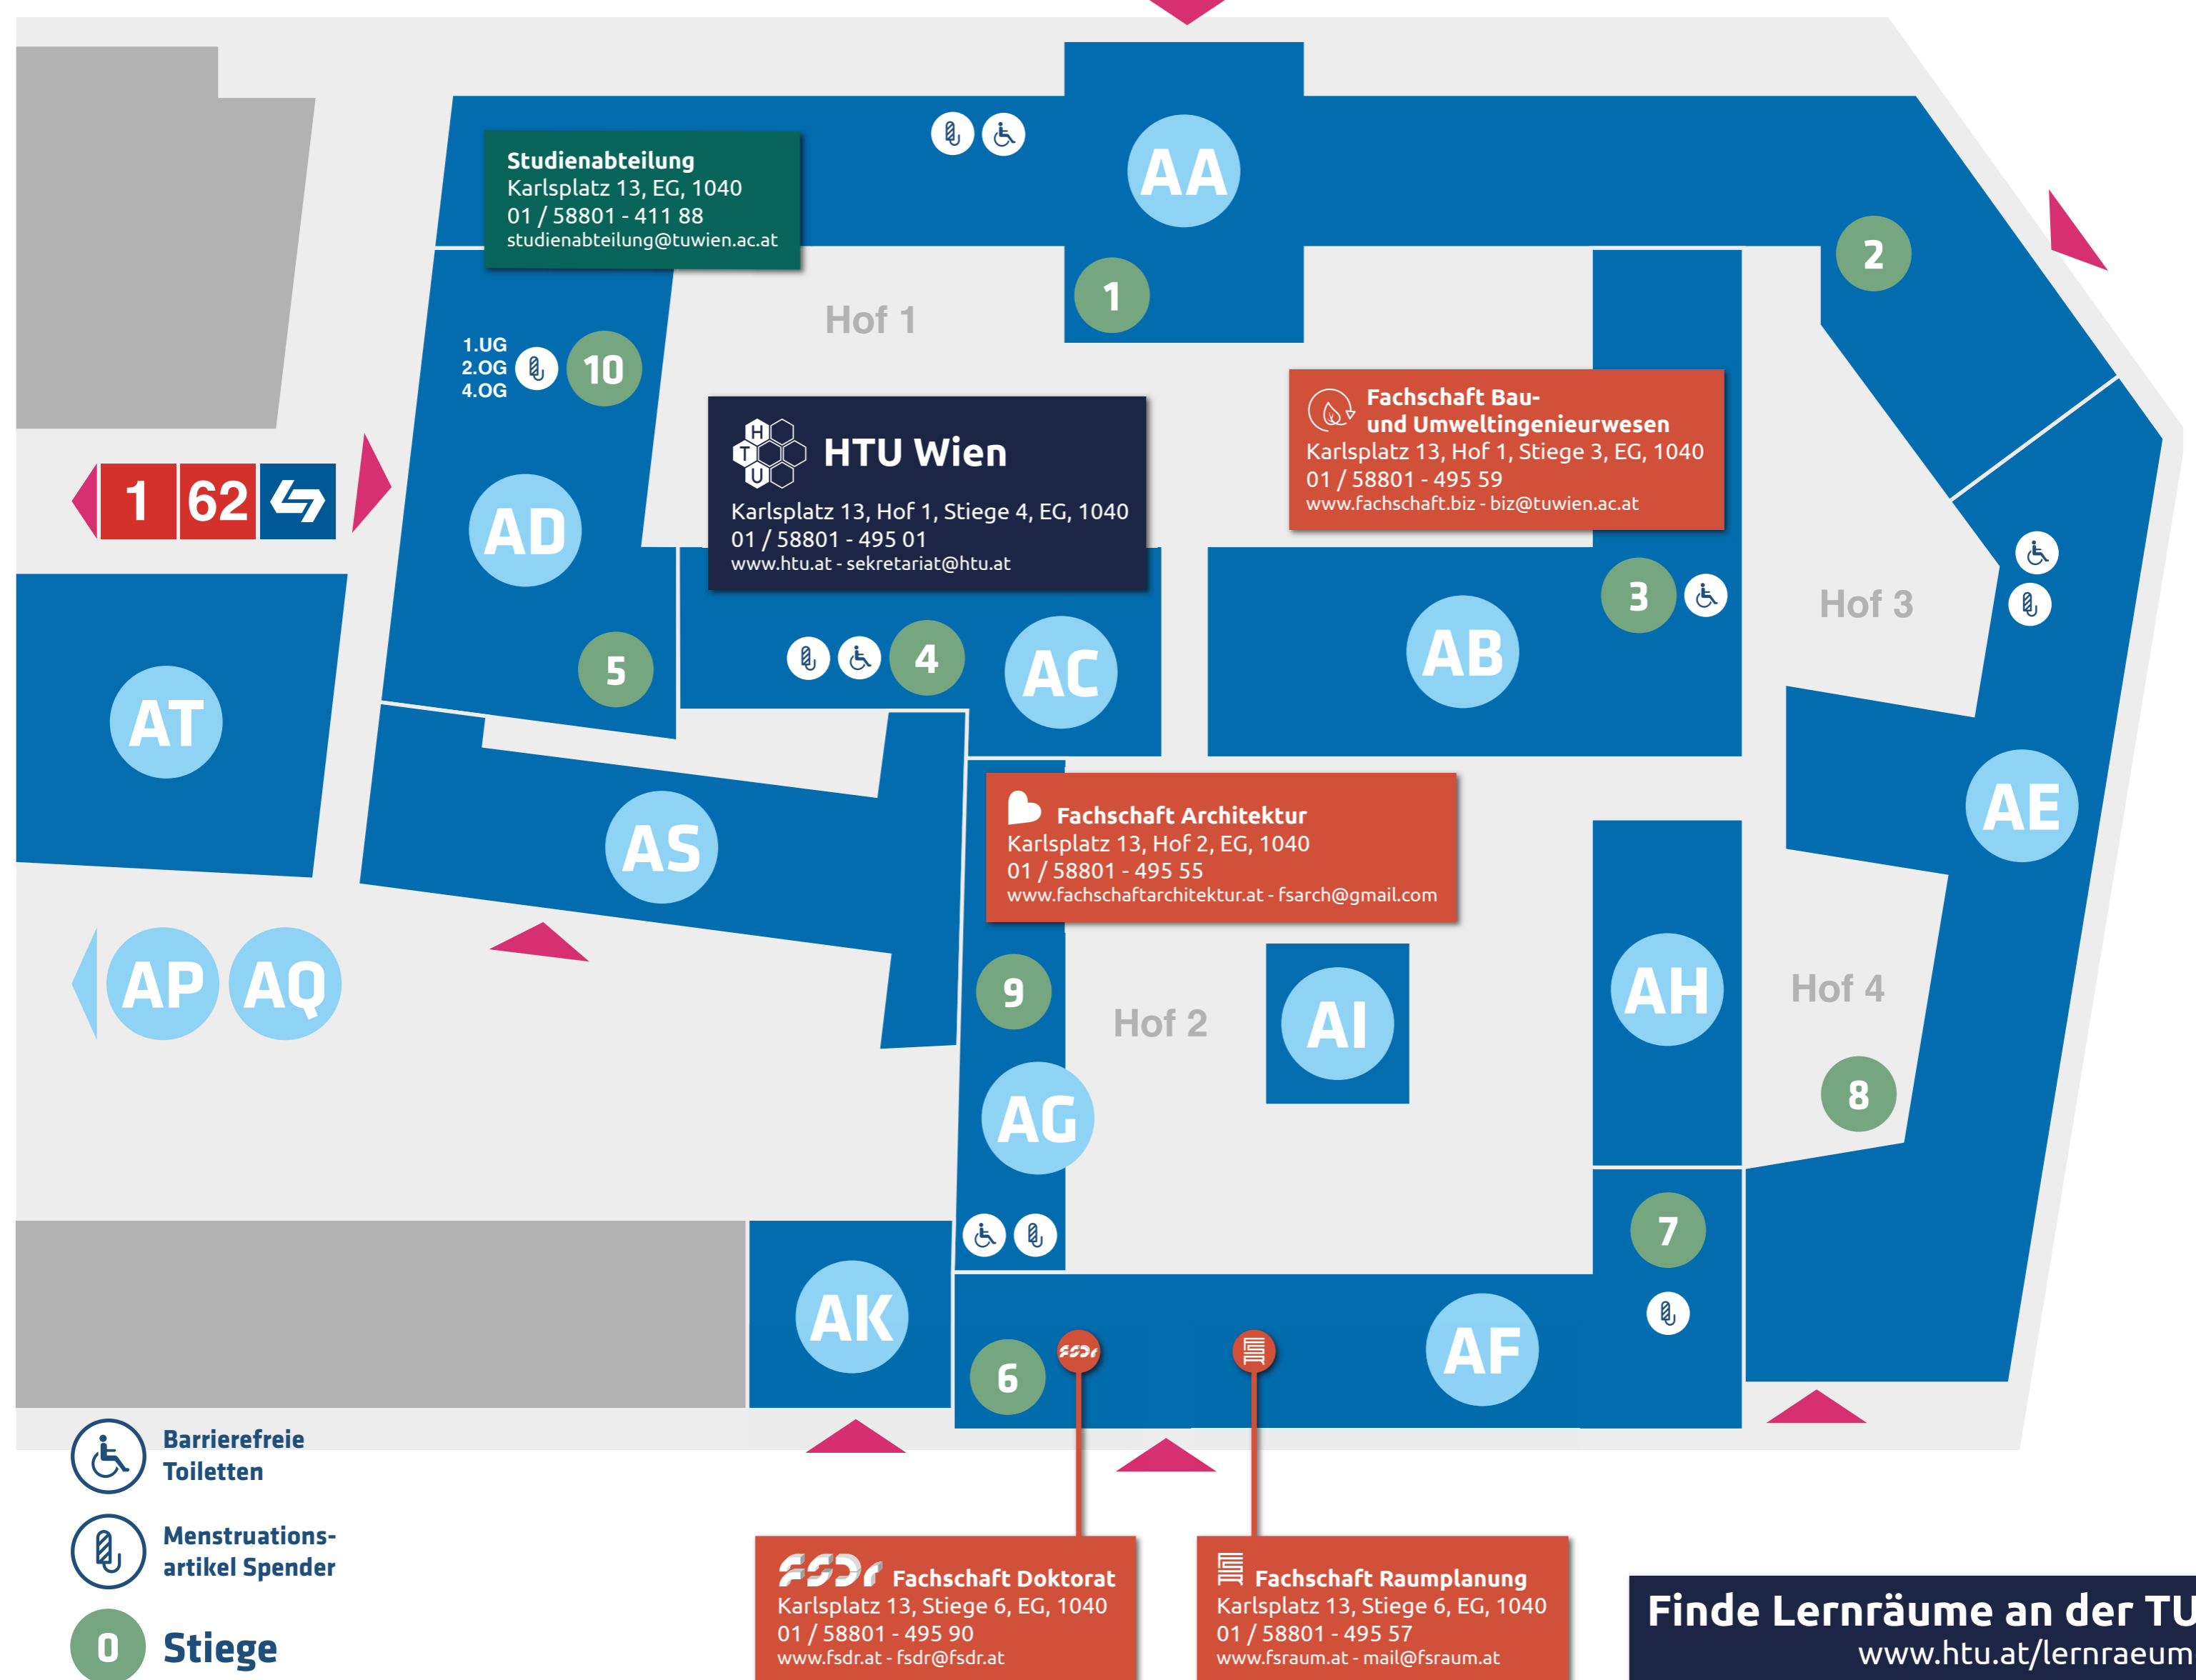 AA
Studienabteilung
Karlsplatz 13, EG, 1040
01 / 58801 - 411 88
studienabteilung@tuwien.ac.at
2
1
Hof 1
1.UG
2.OG
4.OG
10
HTU
HTU Wien
Karlsplatz 13, Hof 1, Stiege 4, EG, 1040
01 / 58801 - 495 01
www.htu.at - sekretariat@htu.at
Fachschaft Bau-
und Umweltingenieurwesen
Karlsplatz 13, Hof 1, Stiege 3, EG, 1040
01 / 58801 - 495 59
www.fachschaft.biz - biz@tuwien.ac.at
1 62
AD
3
Hof 3
5
4
AC
AB
AT
AS
AE
Fachschaft Architektur
Karlsplatz 13, Hof 2, EG, 1040
01 / 58801 - 495 55
www.fachschaftarchitektur.at - fsarch@gmail.com
AP AQ
9
Hof 2
AI
AH
Hof 4
8
AG
7
AK
6
FSDr
AF
Barrierefreie
Toiletten
Menstruations-
artikel Spender
0 Stiege
FSDr Fachschaft Doktorat
Karlsplatz 13, Stiege 6, EG, 1040
01 / 58801 - 495 90
www.fsdr.at - fsdr@fsdr.at
Fachschaft Raumplanung
Karlsplatz 13, Stiege 6, EG, 1040
01 / 58801 - 495 57
www.fsraum.at - mail@fsraum.at
Finde Lernräume an der TU
www.htu.at/lernraeum